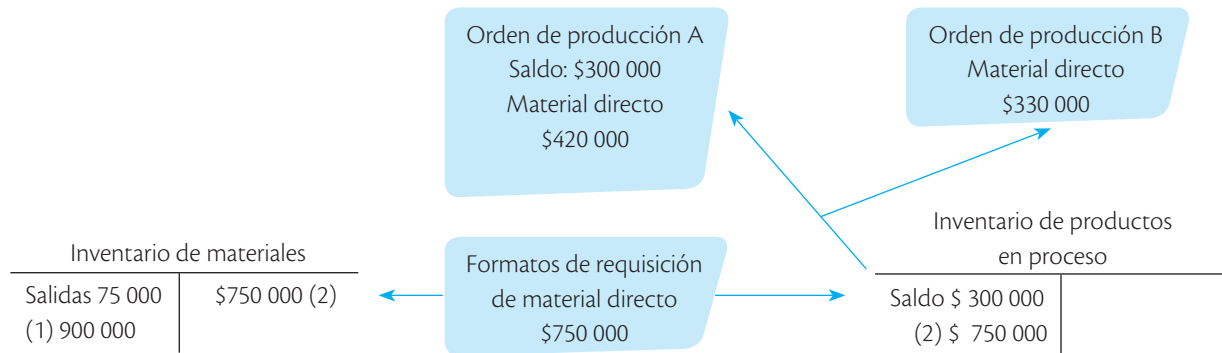 Orden de producción A
Saldo: $300 000
Material directo
$420 000
Orden de producción B
Material directo
$330 000
Inventario de materiales
Salidas 75 000
$750 000 (2)
(1) 900 000
Formatos de requisición
de material directo
$750 000
Inventario de productos
en proceso
Saldo $ 300 000
(2) $ 750 000